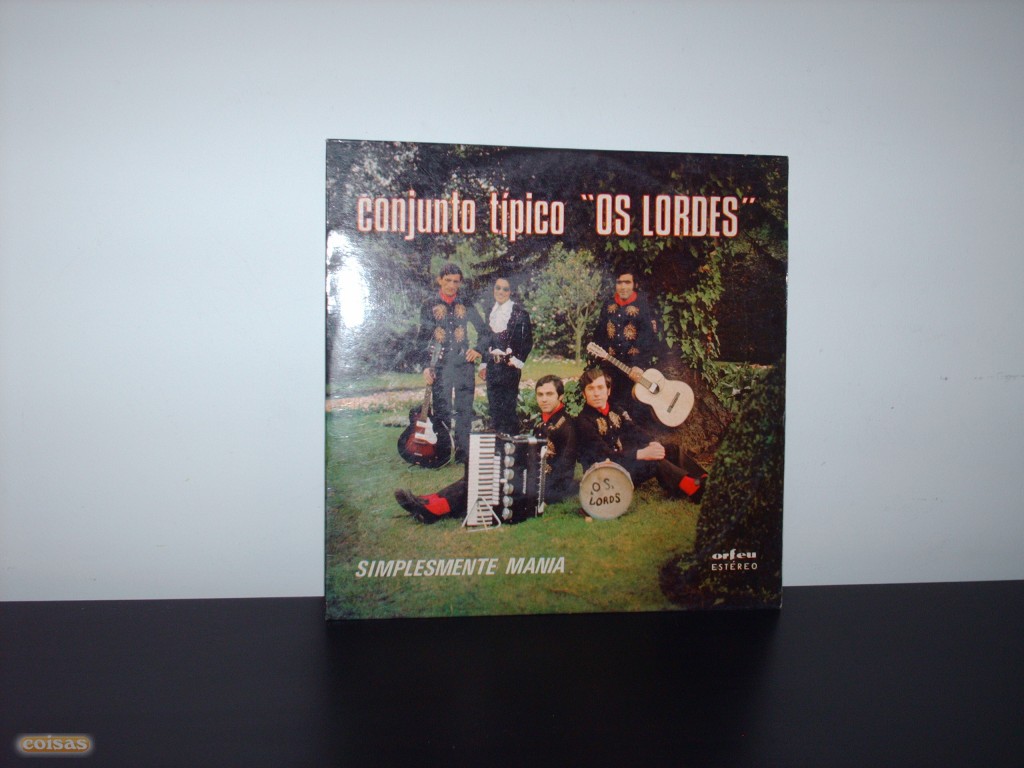 conjunto típico "OS LORDES"
OS.
LORDS
SIMPLESMENTE MANIA
orfeu
ESTÉREO
coisas